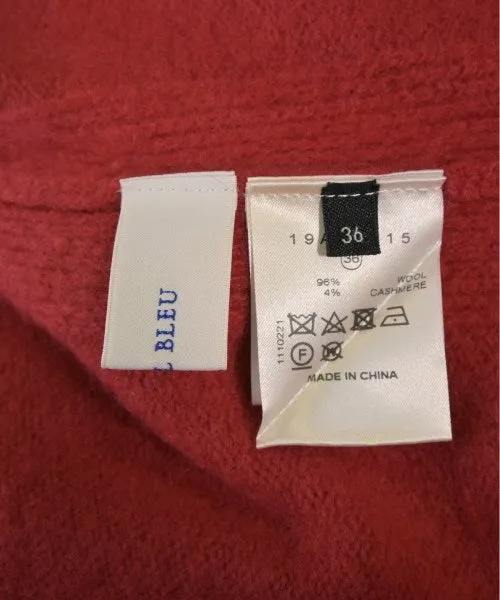 L BLEU
36
19A 15
36
96% WOOL
4% CASHMERE
1110221
F
MADE IN CHINA